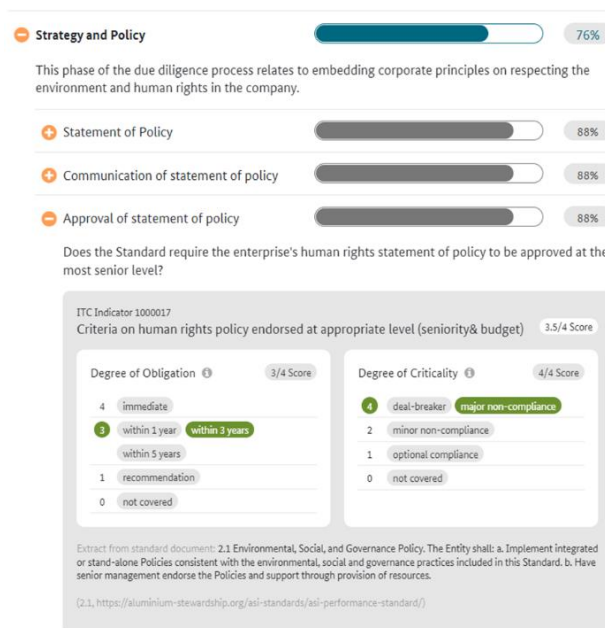 Strategy and Policy 76%
This phase of the due diligence process relates to embedding corporate principles on respecting the
environment and human rights in the company.
Statement of Policy 88%
Communication of statement of policy 88%
Approval of statement of policy 88%
Does the Standard require the enterprise's human rights statement of policy to be approved at the
most senior level?
ITC Indicator 1000017
Criteria on human rights policy endorsed at appropriate level (seniority& budget) 3.5/4 Score
Degree of Obligation 3/4 Score
4 immediate
3 within 1 year within 3 years
within 5 years
1 recommendation
0 not covered
Degree of Criticality 4/4 Score
4 deal-breaker major non-compliance
2 minor non-compliance
1 optional compliance
0 not covered
Extract from standard document: 2.1 Environmental, Social, and Governance Policy. The Entity shall: a. Implement integrated
or stand-alone Policies consistent with the environmental, social and governance practices included in this Standard. b. Have
senior management endorse the Policies and support through provision of resources.
(2.1, https://aluminium-stewardship.org/asi-standards/asi-performance-standard/)